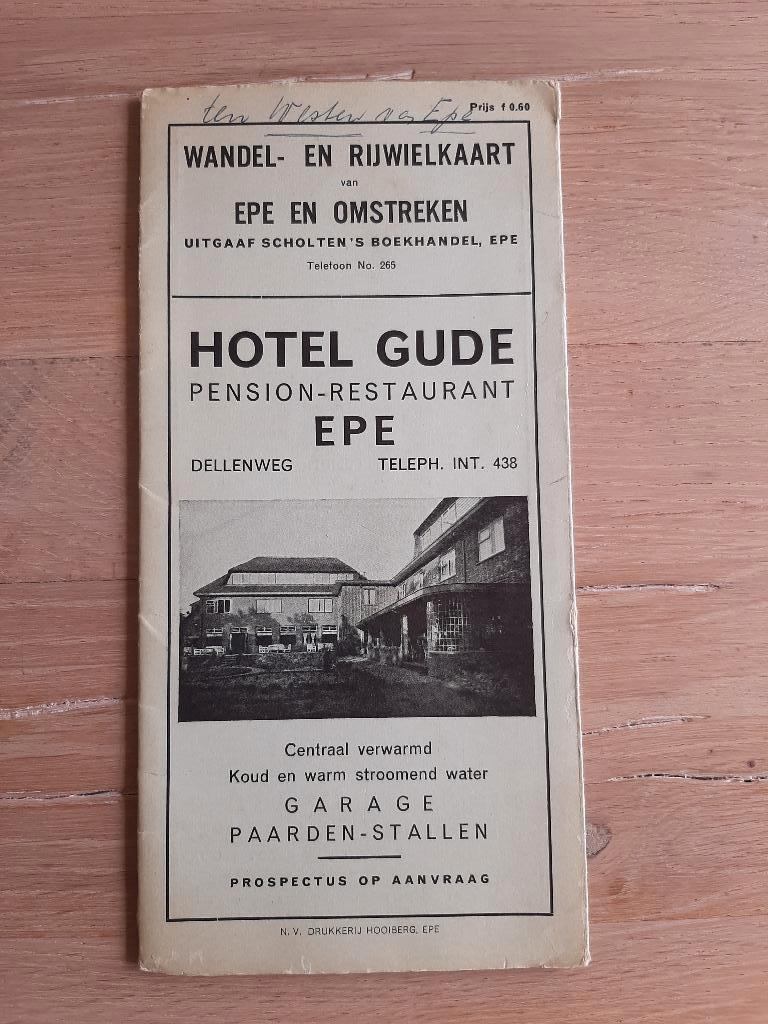 ten Westen van Epe
Prijs f 0.60
WANDEL- EN RIJWIELKAART
van
EPE EN OMSTREKEN
UITGAAF SCHOLTEN'S BOEKHANDEL, EPE
Telefoon No. 265
HOTEL GUDE
PENSION-RESTAURANT
EPE
DELLENWEG TELEPH. INT. 438
Centraal verwarmd
Koud en warm stroomend water
GARAGE
PAARDEN-STALLEN
PROSPECTUS OP AANVRAAG
N. V. DRUKKERIJ HOOIBERG, EPE